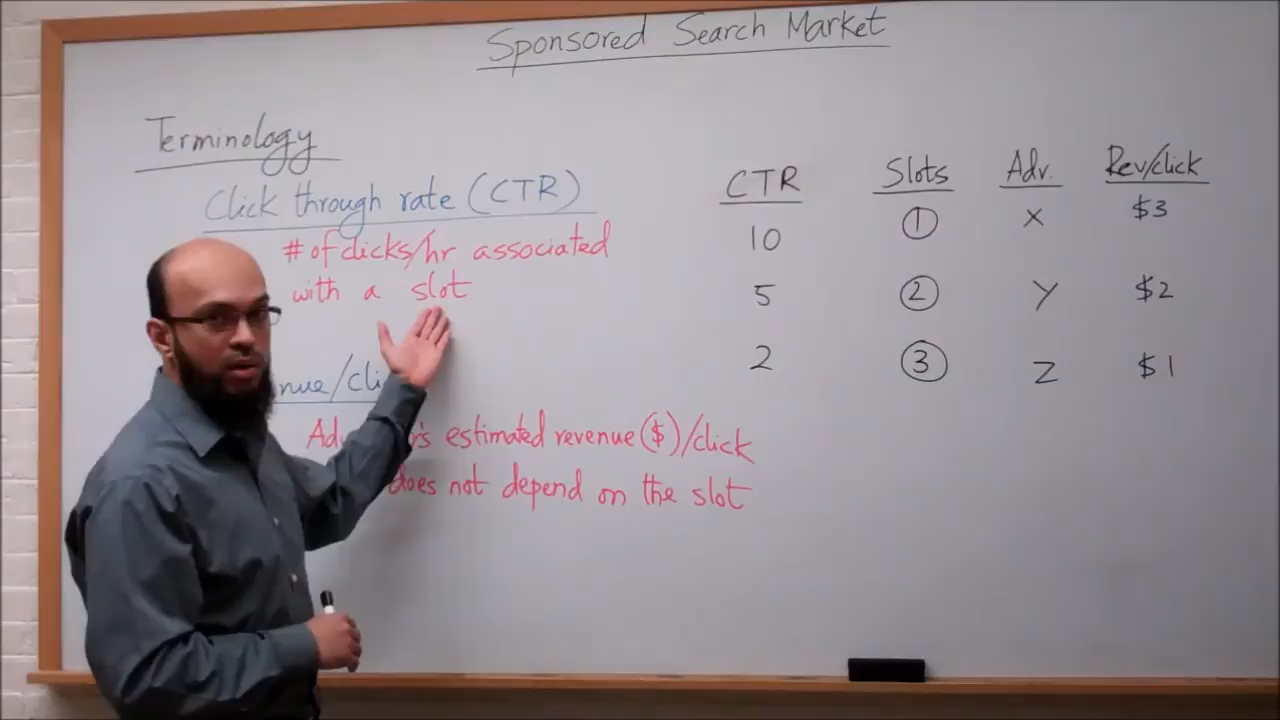 Sponsored Search Market
Terminology
Click through rate (CTR)
# of clicks/hr associated
with a slot
estimated revenue ($)/click
does not depend on the slot
CTR Slots Adv. Rev/click
10 1 X $3
5 2 Y $2
2 3 Z $1